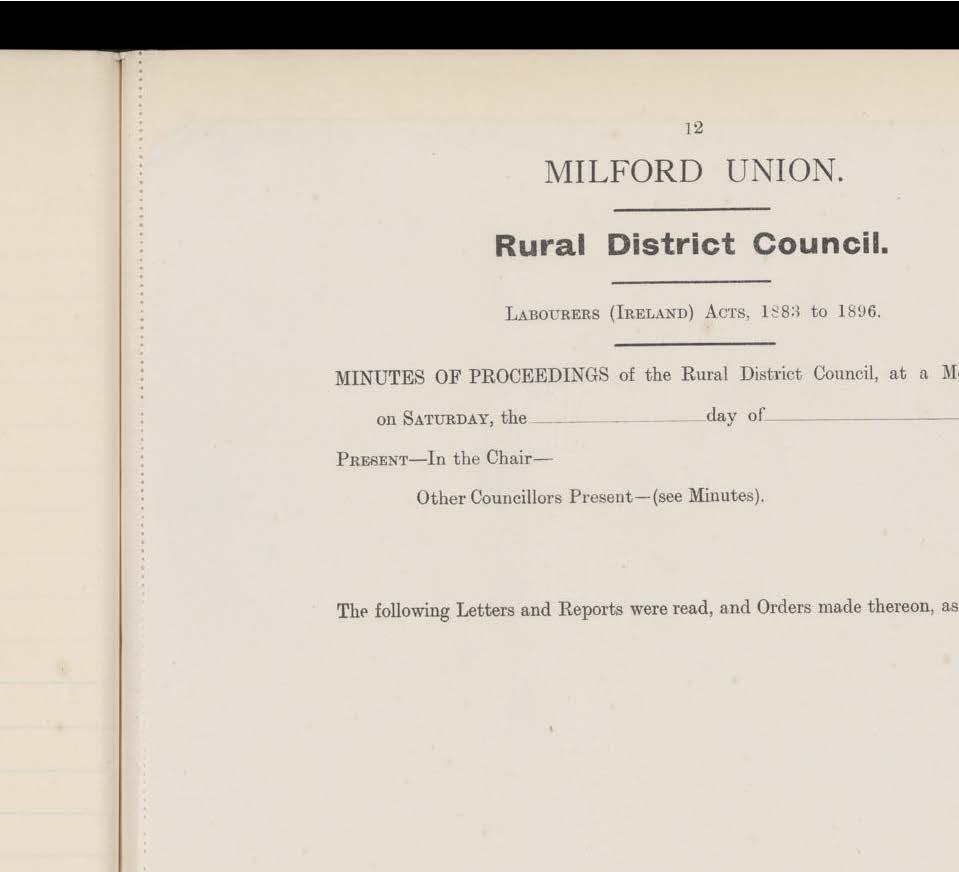 12
MILFORD UNION.
Rural District Council.
LABOURERS (IRELAND) ACTS, 1883 to 1896.
MINUTES OF PROCEEDINGS of the Rural District Council, at a
on SATURDAY, the day of
PRESENT—In the Chair—
Other Councillors Present—(see Minutes).
The following Letters and Reports were read, and Orders made thereon, as